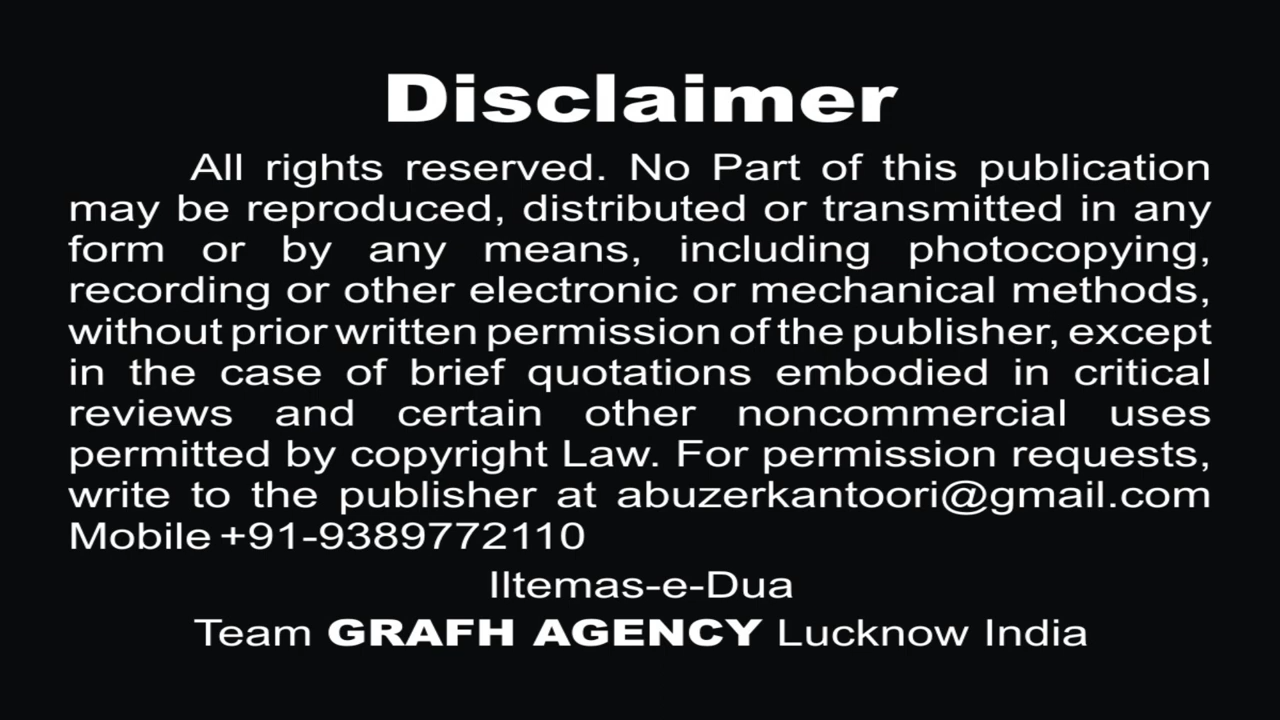 Disclaimer
All rights reserved. No Part of this publication
may be reproduced, distributed or transmitted in any
form or by any means, including photocopying,
recording or other electronic or mechanical methods,
without prior written permission of the publisher, except
in the case of brief quotations embodied in critical
reviews and certain other noncommercial uses
permitted by copyright Law. For permission requests,
write to the publisher at abuzerkantoori@gmail.com
Mobile +91-9389772110
Iltemas-e-Dua
Team GRAFH AGENCY Lucknow India